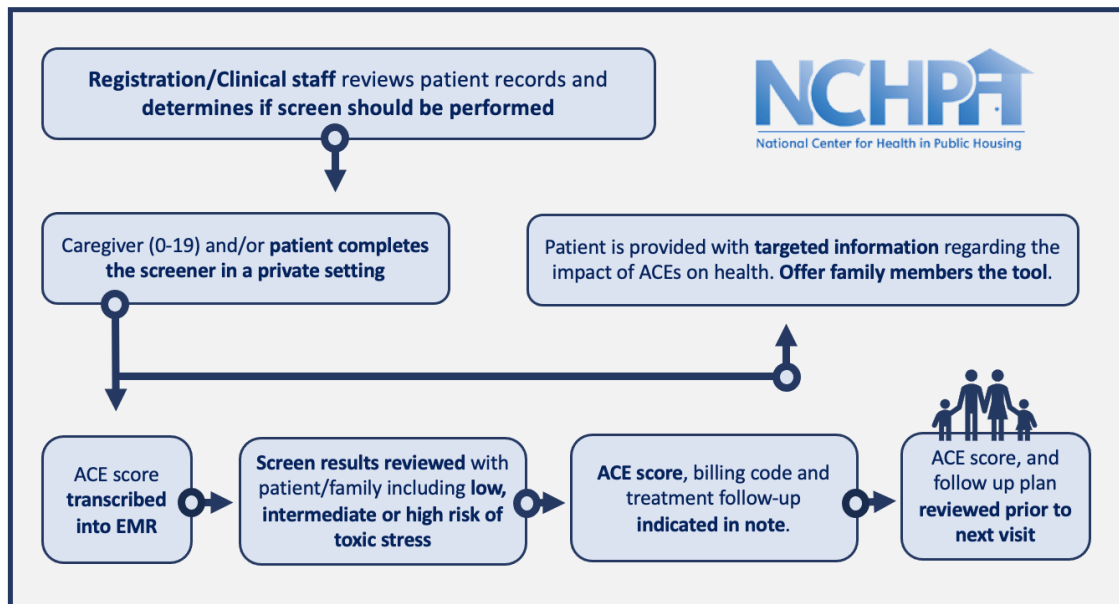 Registration/Clinical staff reviews patient records and
determines if screen should be performed
NCHPH
National Center for Health in Public Housing
Caregiver (0-19) and/or patient completes
the screener in a private setting
Patient is provided with targeted information regarding the
impact of ACEs on health. Offer family members the tool.
ACE score
transcribed
into EMR
Screen results reviewed with
patient/family including low,
intermediate or high risk of
toxic stress
ACE score, billing code and
treatment follow-up
indicated in note.
ACE score, and
follow up plan
reviewed prior to
next visit